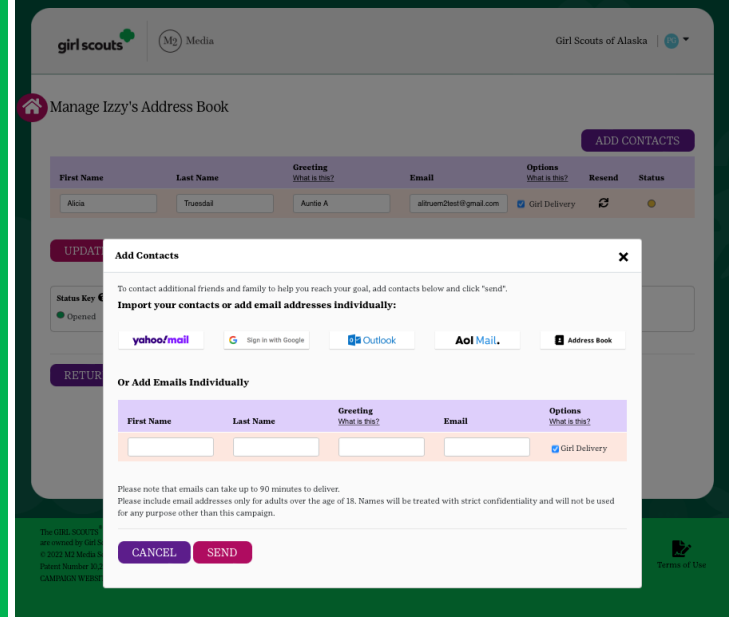 girl scouts
M2 Media
Girl Scouts of Alaska
PG
Manage Izzy's Address Book
ADD CONTACTS
First Name Last Name Greeting What is this? Email Options What is this? Resend Status
Alicia Truesdail Auntie A alitruem2test@gmail.com Girl Delivery
UPDAT
Add Contacts
To contact additional friends and family to help you reach your goal, add contacts below and click "send".
Import your contacts or add email addresses individually:
Status Key
Opened
yahoo!mail
G Sign in with Google
Outlook
Aol Mail.
Address Book
RETUR
Or Add Emails Individually
First Name Last Name Greeting What is this? Email Options What is this?
Girl Delivery
Please note that emails can take up to 90 minutes to deliver.
Please include email addresses only for adults over the age of 18. Names will be treated with strict confidentiality and will not be used
for any purpose other than this campaign.
CANCEL
SEND
The GIRL SCOUTS
are owned by Girl
© 2023 M2 Media
Patent Number
CAMPAIGN
Terms of Use